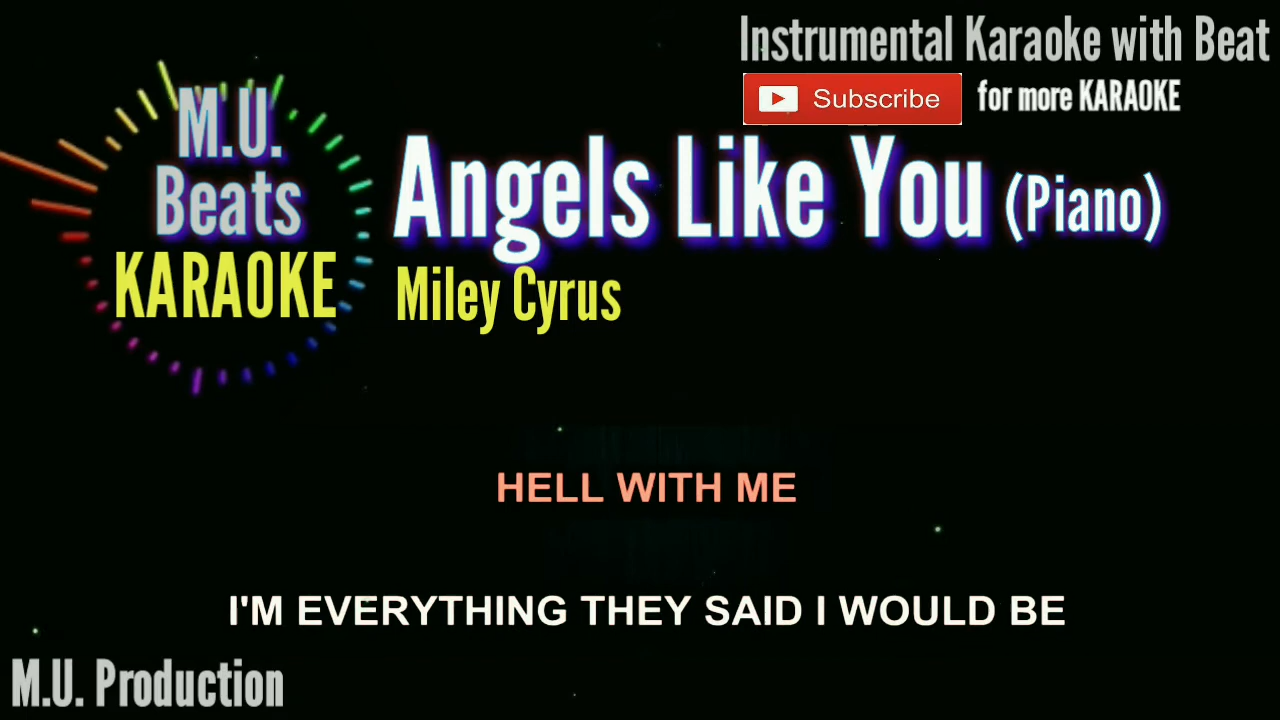 Instrumental Karaoke with Beat
Subscribe for more KARAOKE
M.U.
Beats
KARAOKE
Angels Like You (Piano)
Miley Cyrus
HELL WITH ME
I'M EVERYTHING THEY SAID I WOULD BE
M.U. Production